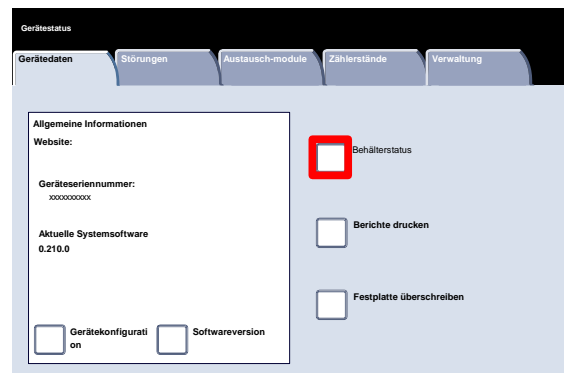 Gerätestatus
Gerätedaten
Störungen
Austausch-module
Zählerstände
Verwaltung
Allgemeine Informationen
Website:
Geräteseriennummer:
xxxxxxxxx
Aktuelle Systemsoftware
0.210.0
Gerätekonfigurati
on
Softwareversion
Behälterstatus
Berichte drucken
Festplatte überschreiben